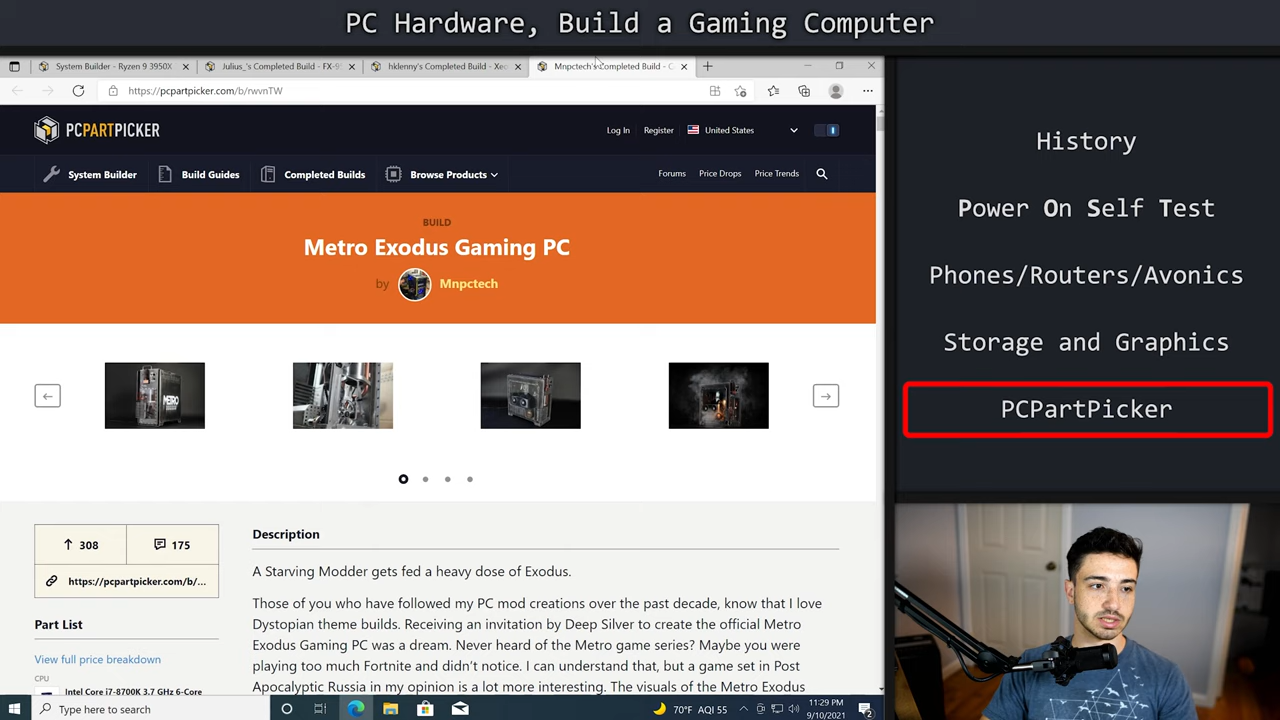 PC Hardware, Build a Gaming Computer
System Builder - Ryzen 9 3950X
Julius_'s Completed Build - FX-9
hklenny's Completed Build - Xeo
Mnpctech's Completed Build - C
https://pcpartpicker.com/b/rwvnTW
PCPARTPICKER
Log In
Register
United States
System Builder
Build Guides
Completed Builds
Browse Products
Forums
Price Drops
Price Trends
BUILD
Metro Exodus Gaming PC
by Mnpctech
METRO
308
175
https://pcpartpicker.com/b/...
Part List
View full price breakdown
CPU
Intel Core i7-8700K 3.7 GHz 6-Core
Description
A Starving Modder gets fed a heavy dose of Exodus.
Those of you who have followed my PC mod creations over the past decade, know that I love
Dystopian theme builds. Receiving an invitation by Deep Silver to create the official Metro
Exodus Gaming PC was a dream. Never heard of the Metro game series? Maybe you were
playing too much Fortnite and didn't notice. I can understand that, but a game set in Post
Apocalyptic Russia in my opinion is a lot more interesting. The visuals of the Metro Exodus
Type here to search
70°F AQI 55
11:29 PM
9/10/2021
2
History
Power On Self Test
Phones/Routers/Avonics
Storage and Graphics
PCPartPicker